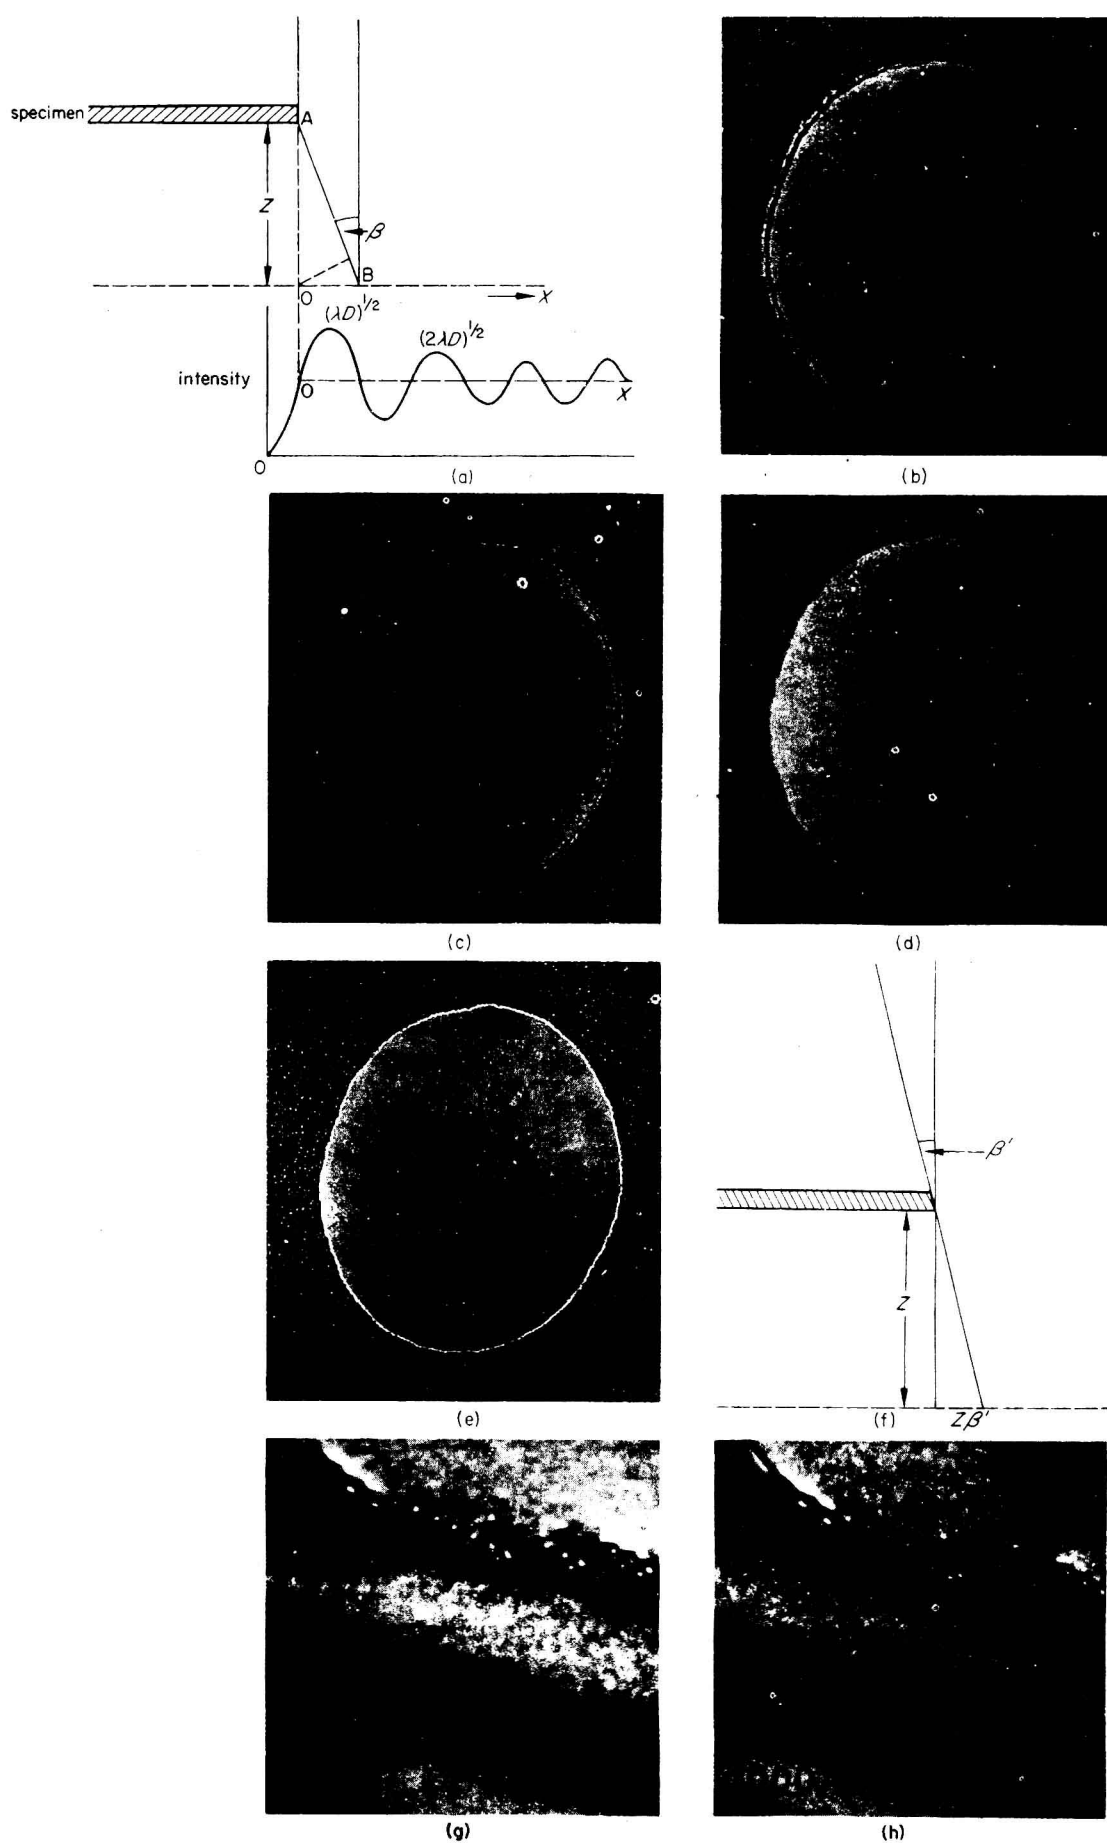 specimen
A
Z
β
B
O
X
(λD)^1/2
(2λD)^1/2
intensity
O
X
O
(a)
(b)
(c)
(d)
β'
Z
(e)
(f)
Zβ'
(g)
(h)